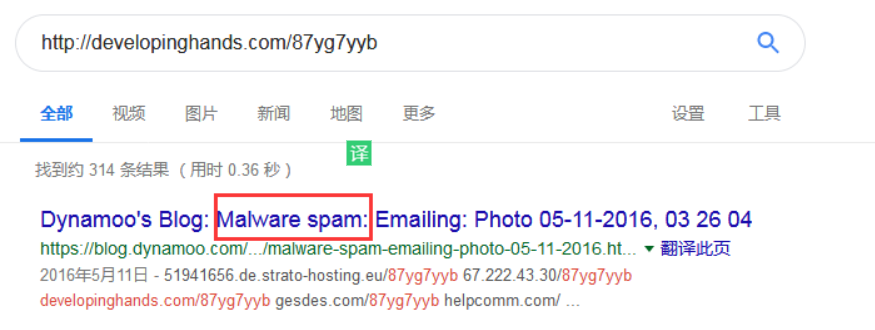 http://developinghands.com/87yg7yyb
全部 视频 图片 新闻 地图 更多 设置 工具
译
找到约 314 条结果 （用时 0.36 秒）
Dynamoo's Blog: Malware spam: Emailing: Photo 05-11-2016, 03 26 04
https://blog.dynamoo.com/.../malware-spam-emailing-photo-05-11-2016.ht... ▼ 翻译此页
2016年5月11日 - 51941656.de.strato-hosting.eu/87yg7yyb 67.222.43.30/87yg7yyb
developinghands.com/87yg7yyb gesdes.com/87yg7yyb helpcomm.com/ ...